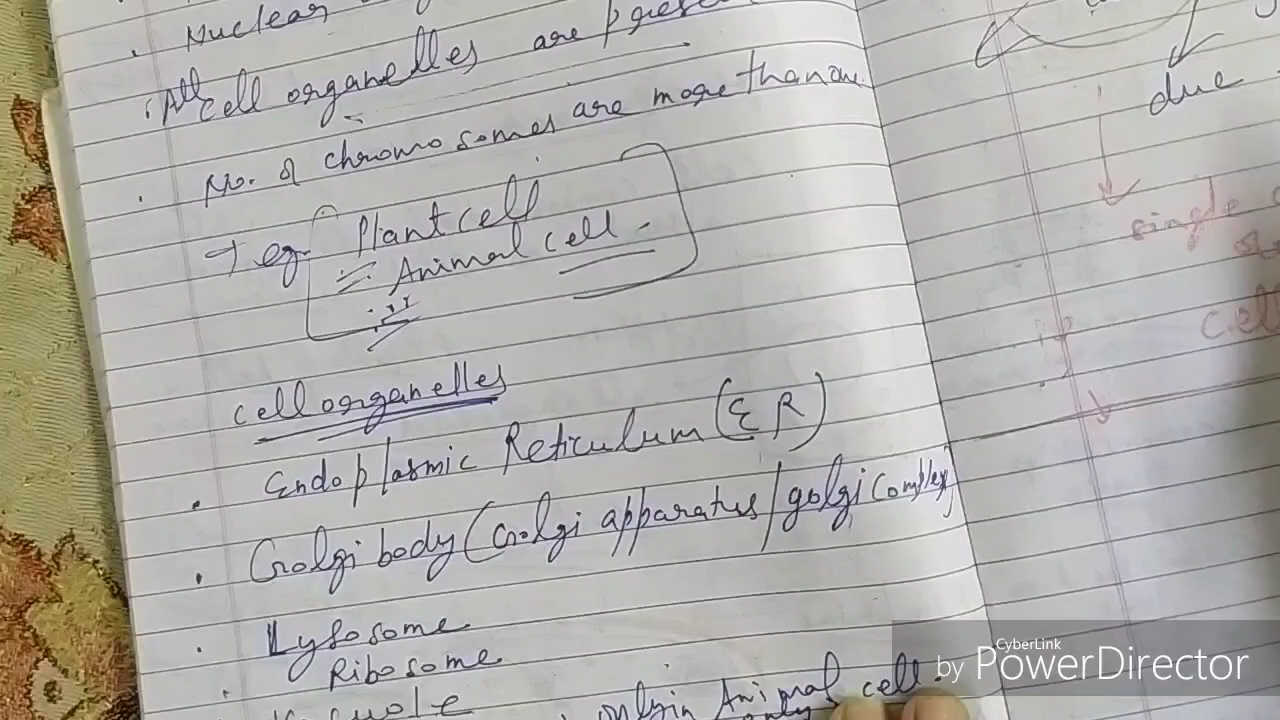 Nuclear
All cell organelles are
No. of chromosomes are more than one
→ eg. Plant cell
Animal cell
cell organelles
Endoplasmic Reticulum (ER)
Golgi body (Golgi apparatus/golgi complex)
Lysosome
Ribosome
only in Animal cell
only
due
single
cell
CyberLink
by PowerDirector